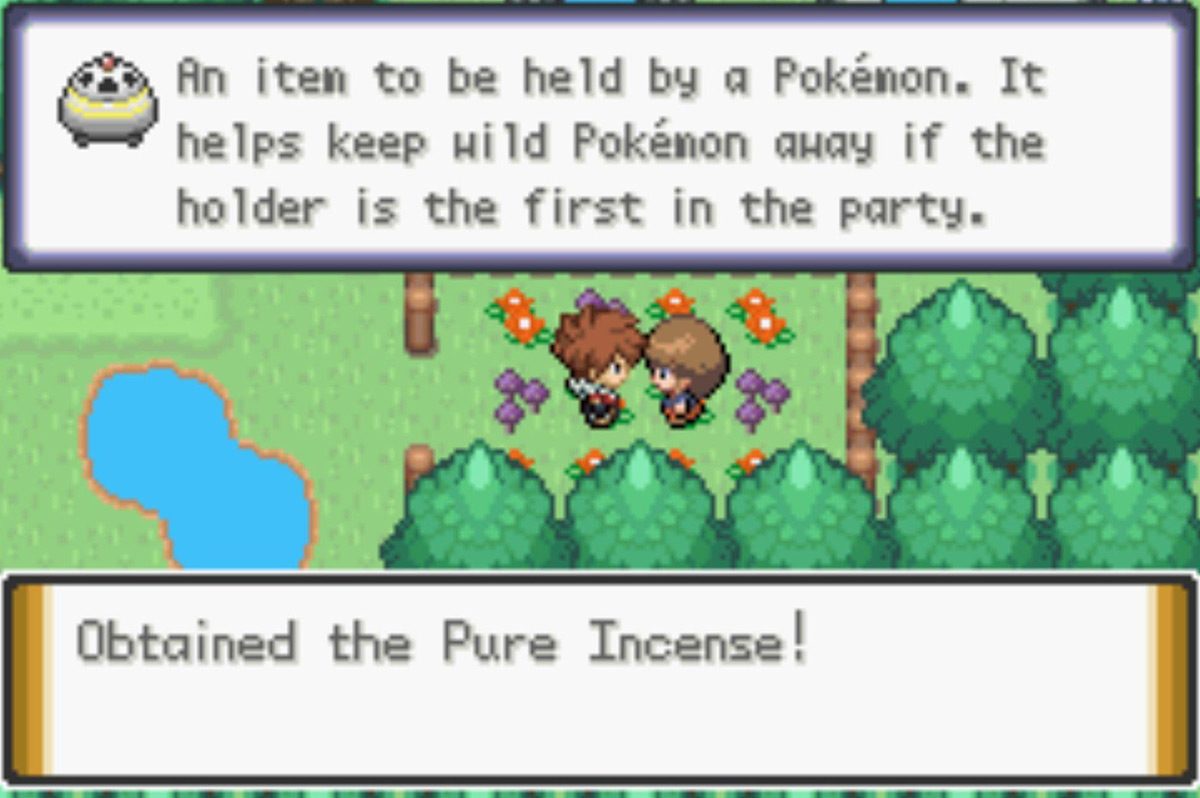 An item to be held by a Pokémon. It
helps keep wild Pokémon away if the
holder is the first in the party.
Obtained the Pure Incense!